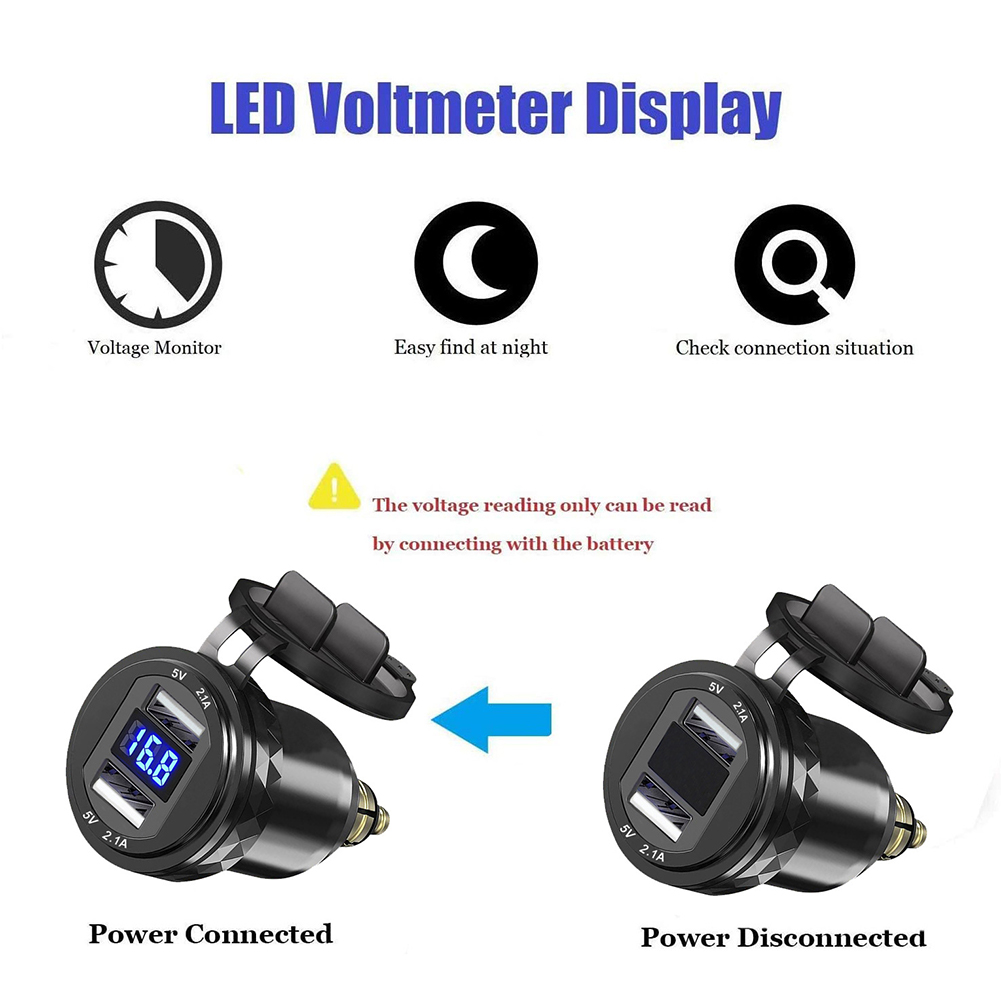 LED Voltmeter Display
Voltage Monitor
Easy find at night
Check connection situation
The voltage reading only can be read
by connecting with the battery
5V 2.1A
16.8
5V 2.1A
5V 2.1A
5V 2.1A
Power Connected
Power Disconnected